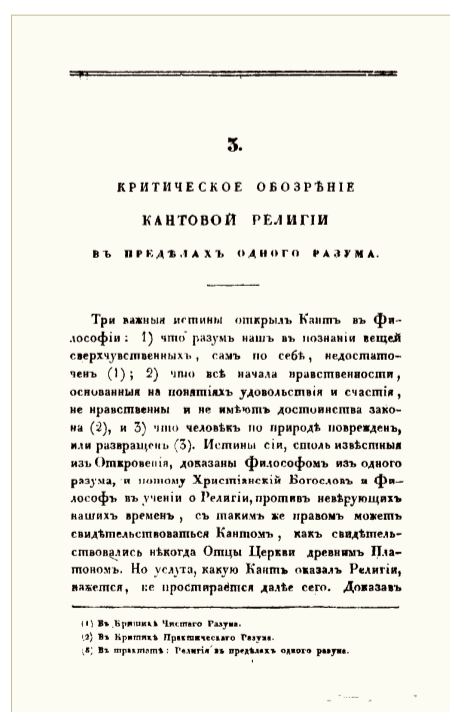 3.
КРИТИЧЕСКОЕ ОБОЗРѢНІЕ
КАНТОВОЙ РЕЛИГІИ
ВЪ ПРЕДѢЛАХЪ ОДНОГО РАЗУМА.
Три важныя истины открылъ Кантъ въ Фи-
лософіи: 1) что разумъ нашъ въ познаніи вещей
сверхчувственныхъ, самъ по себѣ, недостато-
ченъ (1); 2) что всѣ начала нравственности,
основанныя на понятіяхъ удовольствія и счастія,
не нравственны и не имѣютъ достоинства зако-
на (2), и 3) что человѣкъ по природѣ поврежденъ,
или развращенъ (3). Истины сіи, столь извѣстныя
изъ Откровенія, доказаны Философомъ изъ одного
разума, и потому Христіанскій Богословъ и Фи-
лософъ въ ученіи о Религіи, противъ невѣрующихъ
нашихъ временъ, съ такимъ же правомъ можетъ
свидѣтельствоваться Кантомъ, какъ свидѣтель-
ствовались нѣкогда Отцы Церкви древнимъ Пла-
тономъ. Но услуга, какую Кантъ оказалъ Религіи,
кажется, не простирается далѣе сего. Доказавъ
(1) Въ Критикѣ Чистаго Разума.
(2) Въ Критикѣ Практическаго Разума.
(3) Въ трактатѣ: Религія въ предѣлахъ одного разума.